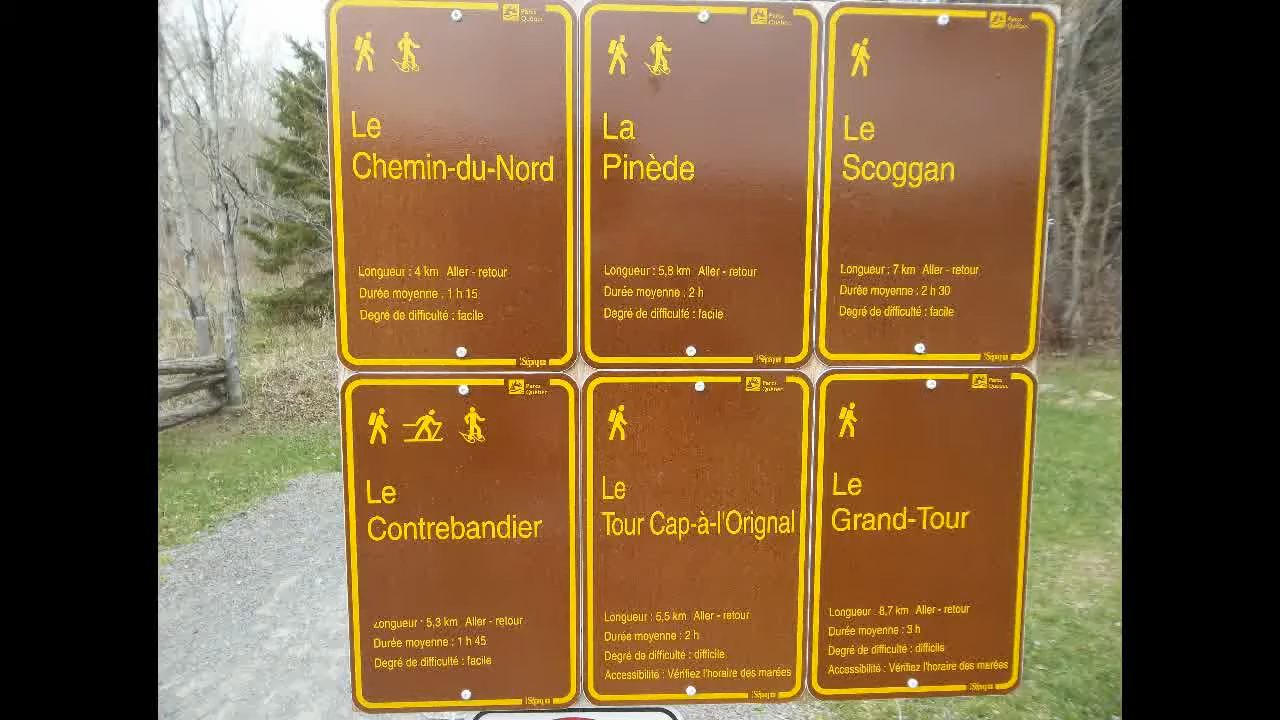 Parcs
Québec
Le
Chemin-du-Nord
Longueur : 4 km Aller - retour
Durée moyenne : 1 h 15
Degré de difficulté : facile
Sépaq
Parcs
Québec
La
Pinède
Longueur : 5,8 km Aller - retour
Durée moyenne : 2 h
Degré de difficulté : facile
Sépaq
Parcs
Québec
Le
Scoggan
Longueur : 7 km Aller - retour
Durée moyenne : 2 h 30
Degré de difficulté : facile
Sépaq
Parcs
Québec
Le
Contrebandier
Longueur : 5,3 km Aller - retour
Durée moyenne : 1 h 45
Degré de difficulté : facile
Sépaq
Parcs
Québec
Le
Tour Cap-à-l'Orignal
Longueur : 5,5 km Aller - retour
Durée moyenne : 2 h
Degré de difficulté : difficile
Accessibilité : Vérifiez l'horaire des marées
Sépaq
Parcs
Québec
Le
Grand-Tour
Longueur : 8,7 km Aller - retour
Durée moyenne : 3 h
Degré de difficulté : difficile
Accessibilité : Vérifiez l'horaire des marées
Sépaq